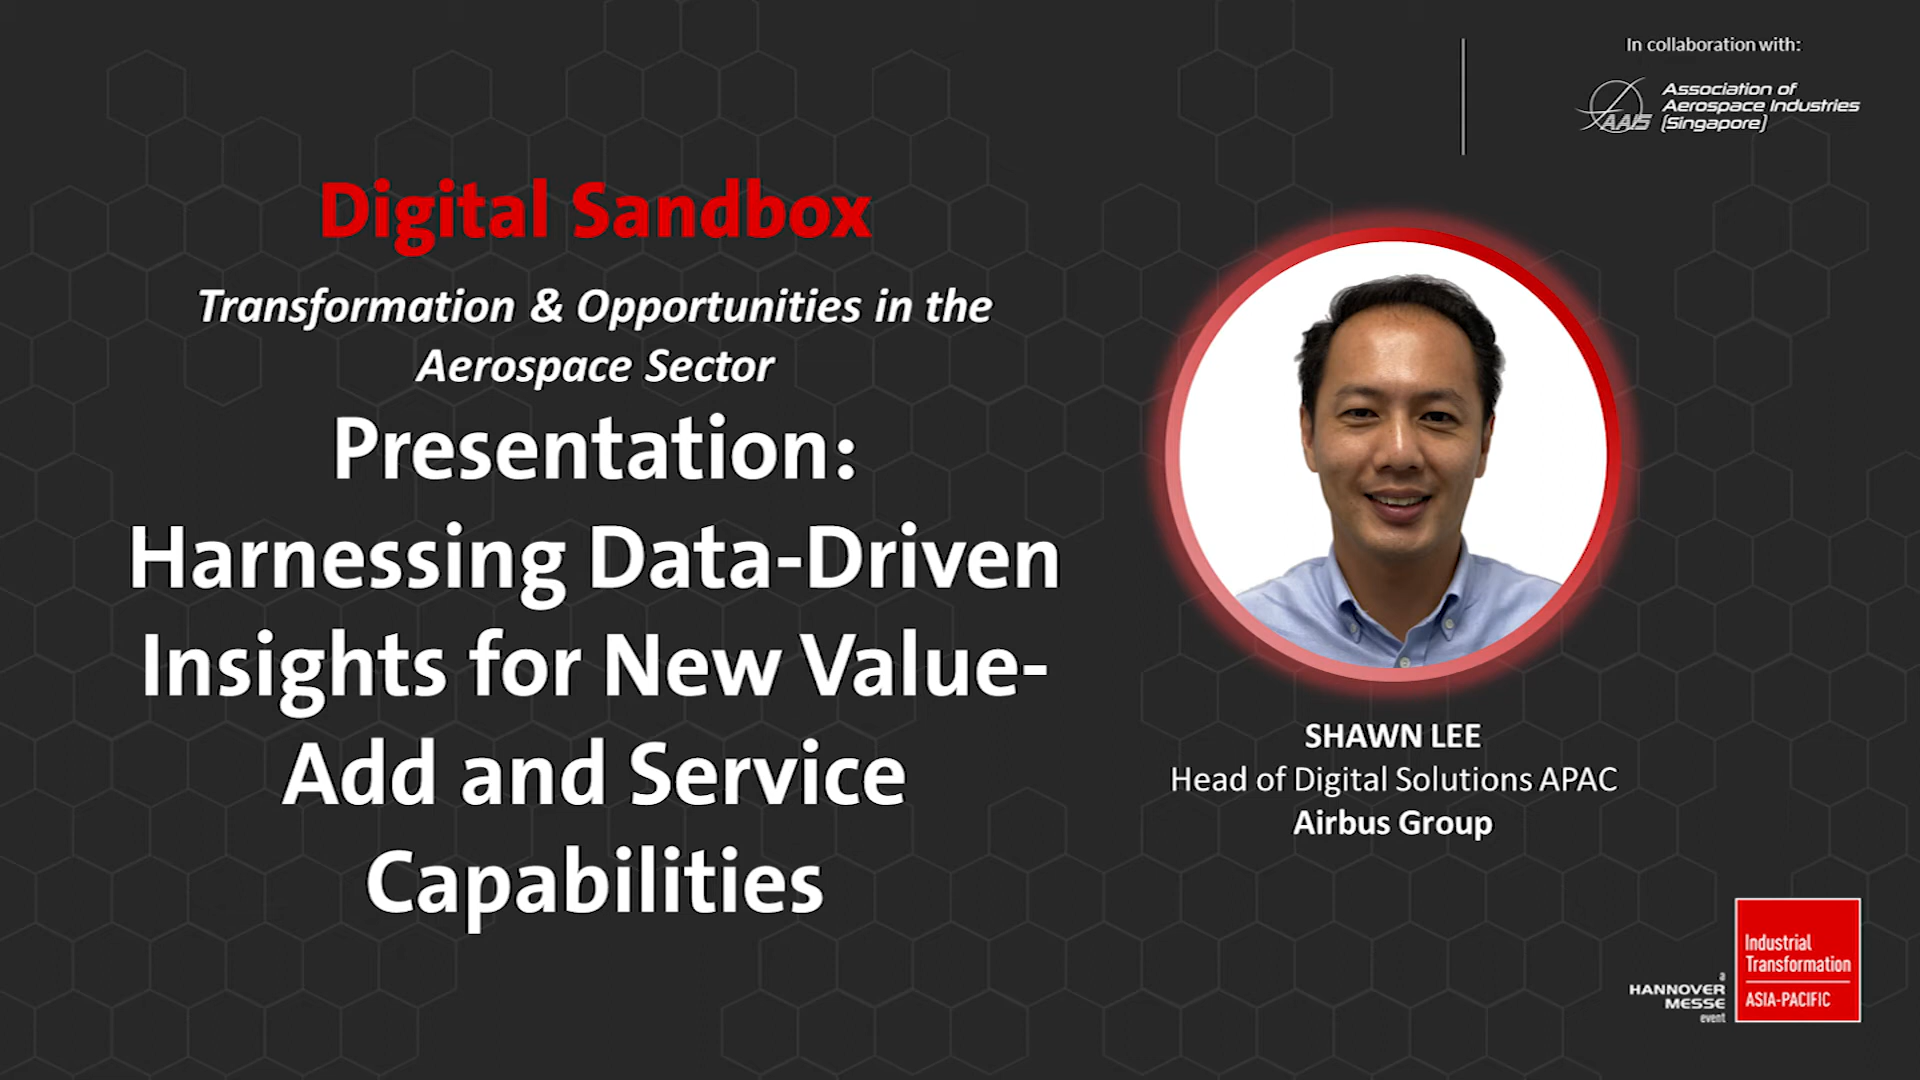 In collaboration with:
AAIS
Association of
Aerospace Industries
(Singapore)
Digital Sandbox
Transformation & Opportunities in the
Aerospace Sector
Presentation:
Harnessing Data-Driven
Insights for New Value-
Add and Service
Capabilities
SHAWN LEE
Head of Digital Solutions APAC
Airbus Group
a
HANNOVER
MESSE
event
Industrial
Transformation
ASIA-PACIFIC